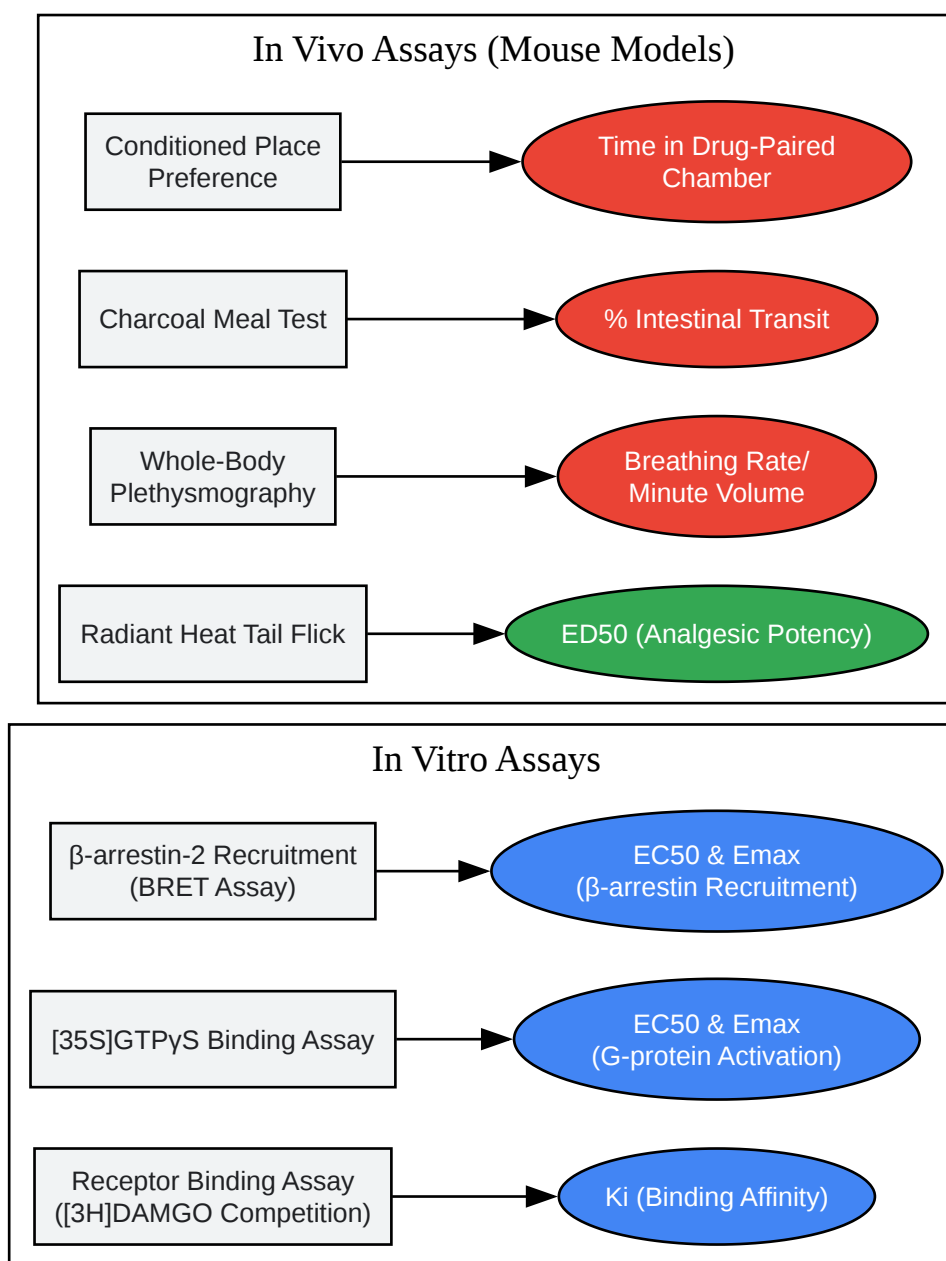 In Vivo Assays (Mouse Models)
Conditioned Place
Preference
Time in Drug-Paired
Chamber
Charcoal Meal Test
% Intestinal Transit
Whole-Body
Plethysmography
Breathing Rate/
Minute Volume
Radiant Heat Tail Flick
ED50 (Analgesic Potency)
In Vitro Assays
β-arrestin-2 Recruitment
(BRET Assay)
EC50 & Emax
(β-arrestin Recruitment)
[35S]GTPγS Binding Assay
EC50 & Emax
(G-protein Activation)
Receptor Binding Assay
([3H]DAMGO Competition)
Ki (Binding Affinity)